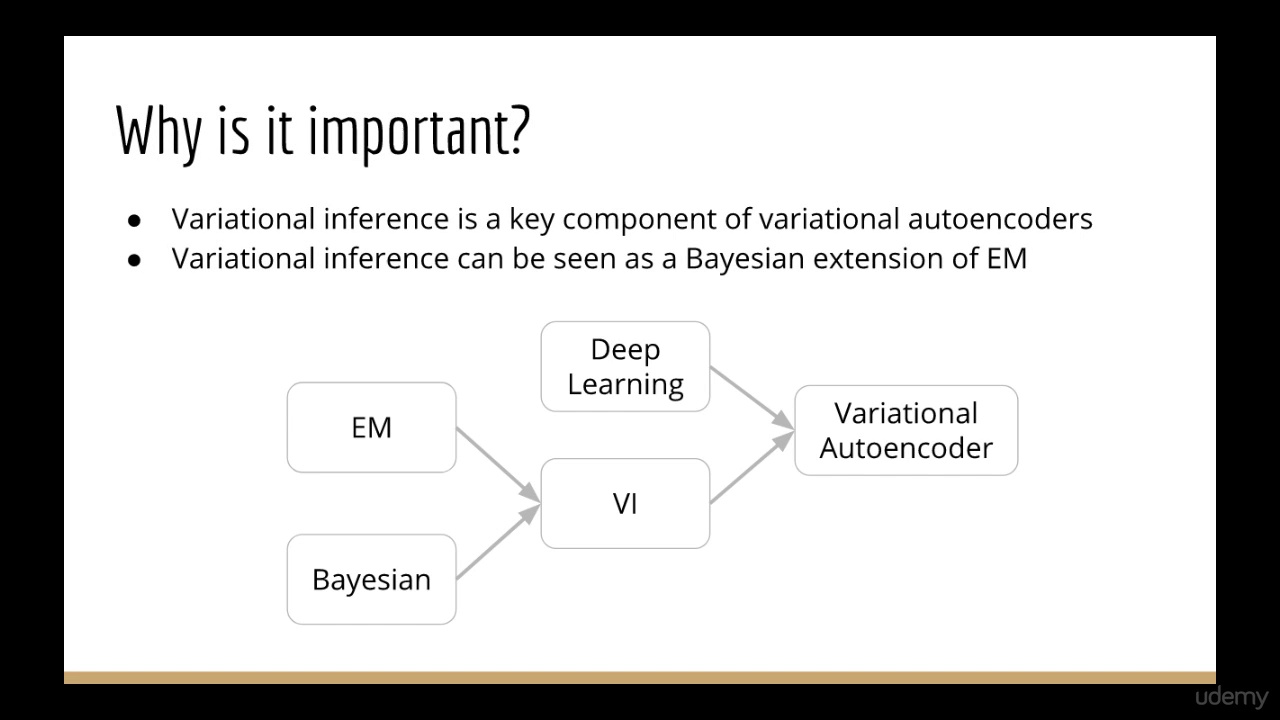 Why is it important?
● Variational inference is a key component of variational autoencoders
● Variational inference can be seen as a Bayesian extension of EM
Deep
Learning
EM
Variational
Autoencoder
VI
Bayesian
udemy